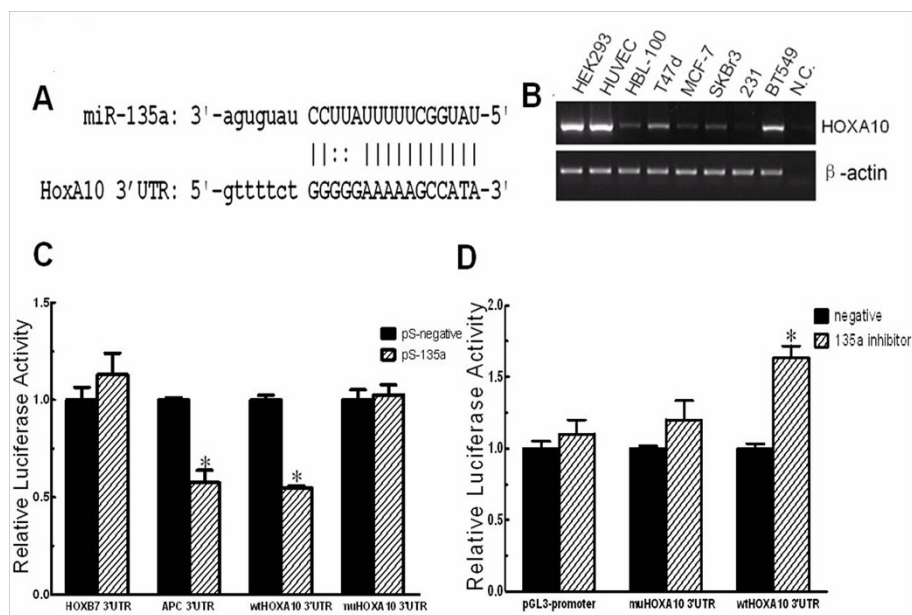 A
miR-135a: 3'-aguguau CCUUAUUUUUCGGUAU-5'
||:: |||||||||||
HoxA10 3'UTR: 5'-gttttct GGGGGAAAAAGCCATA-3'
B
HEK293 HUVEC HBL-100 T47d MCF-7 SKBr3 231 BT549 N.C.
HOXA10
β-actin
C
Relative Luciferase Activity
1.5
1.0
0.5
0.0
pS-negative
pS-135a
* *
HOXB7 3'UTR APC 3'UTR wtHOXA10 3'UTR muHOXA10 3'UTR
D
Relative Luciferase Activity
2.0
1.5
1.0
0.5
0.0
negative
135a inhibitor
*
pGL3-promoter muHOXA10 3'UTR wtHOXA10 3'UTR